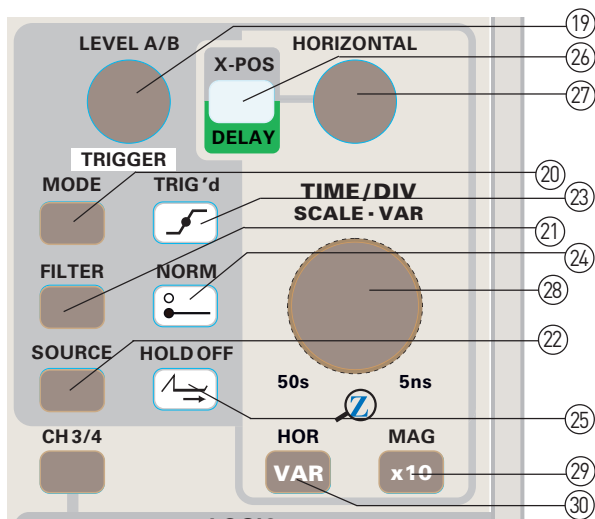 19
LEVEL A/B
HORIZONTAL
26
X-POS
27
DELAY
TRIGGER
20
MODE
TRIG'd
TIME/DIV
23
SCALE · VAR
21
FILTER
NORM
24
28
22
SOURCE
HOLD OFF
50s
5ns
Z
25
CH 3/4
HOR
MAG
VAR
x10
29
30